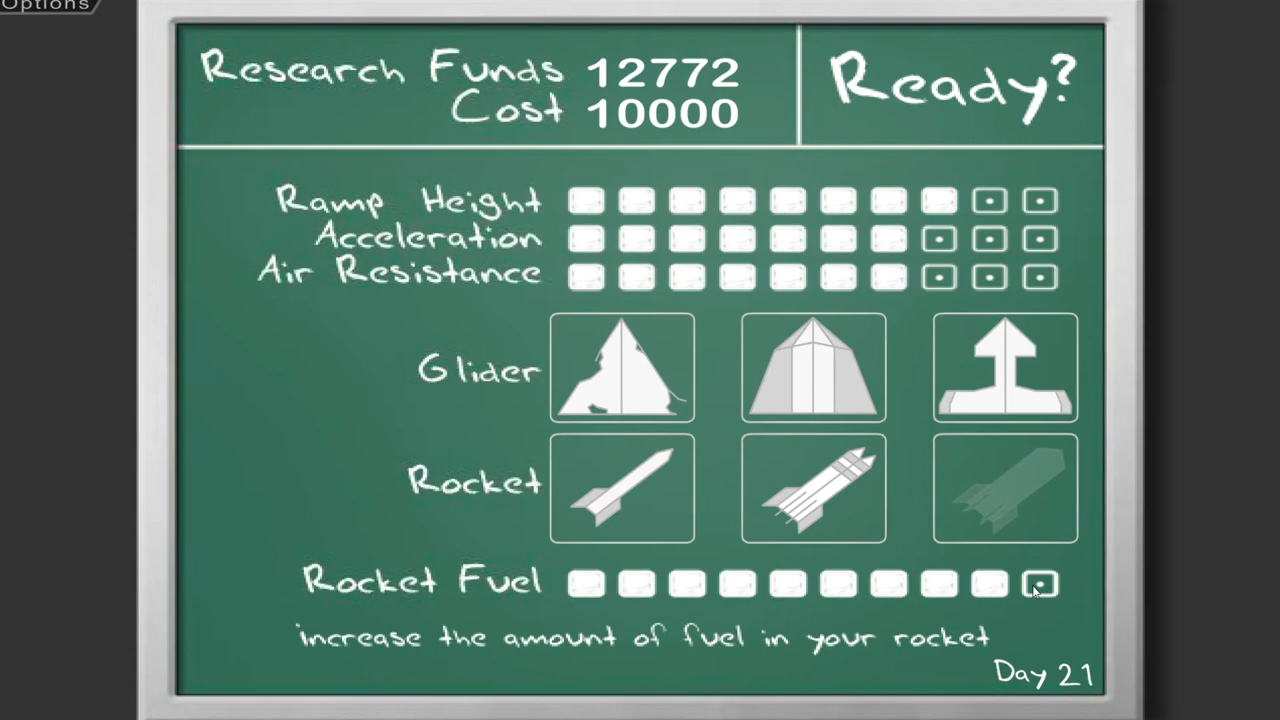 Options
Research Funds 12772
Cost 10000
Ready?
Ramp Height
Acceleration
Air Resistance
Glider
Rocket
Rocket Fuel
increase the amount of fuel in your rocket
Day 21